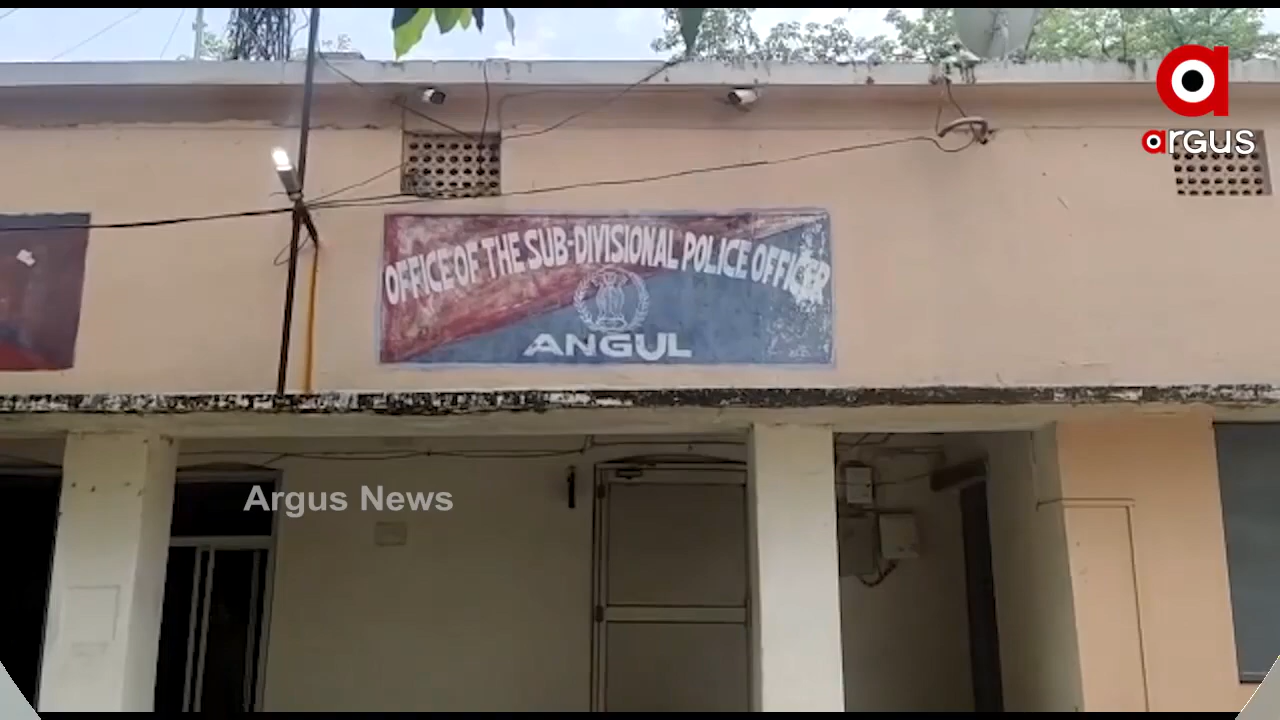 argus
OFFICE OF THE SUB-DIVISIONAL POLICE OFFICER
ANGUL
Argus News